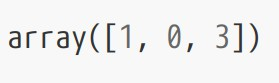 array([1, 0, 3])